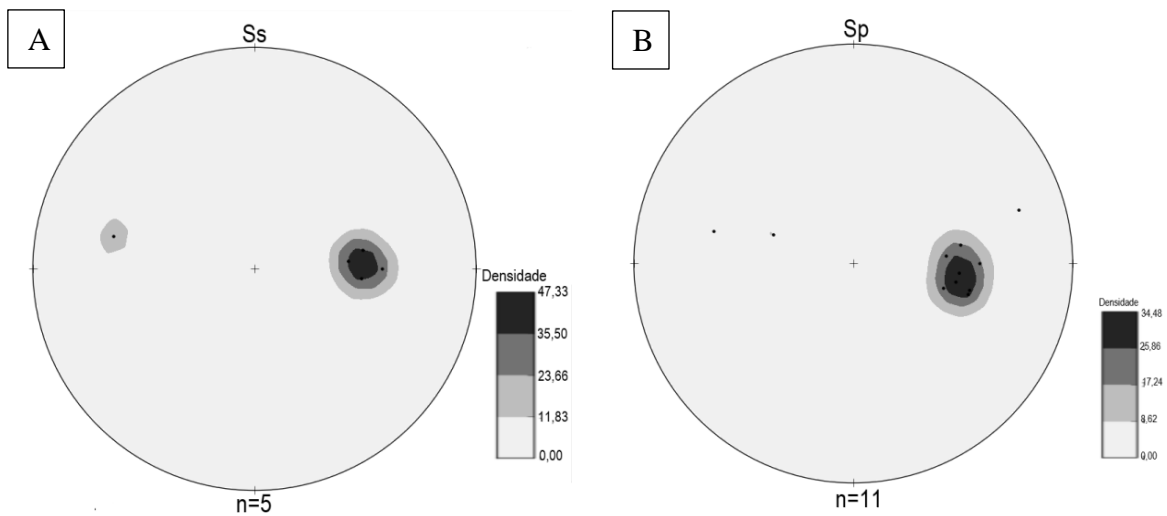 A
Ss
Densidade
47,33
35,50
23,66
11,83
0,00
n=5
B
Sp
Densidade
34,48
25,86
17,24
8,62
0,00
n=11